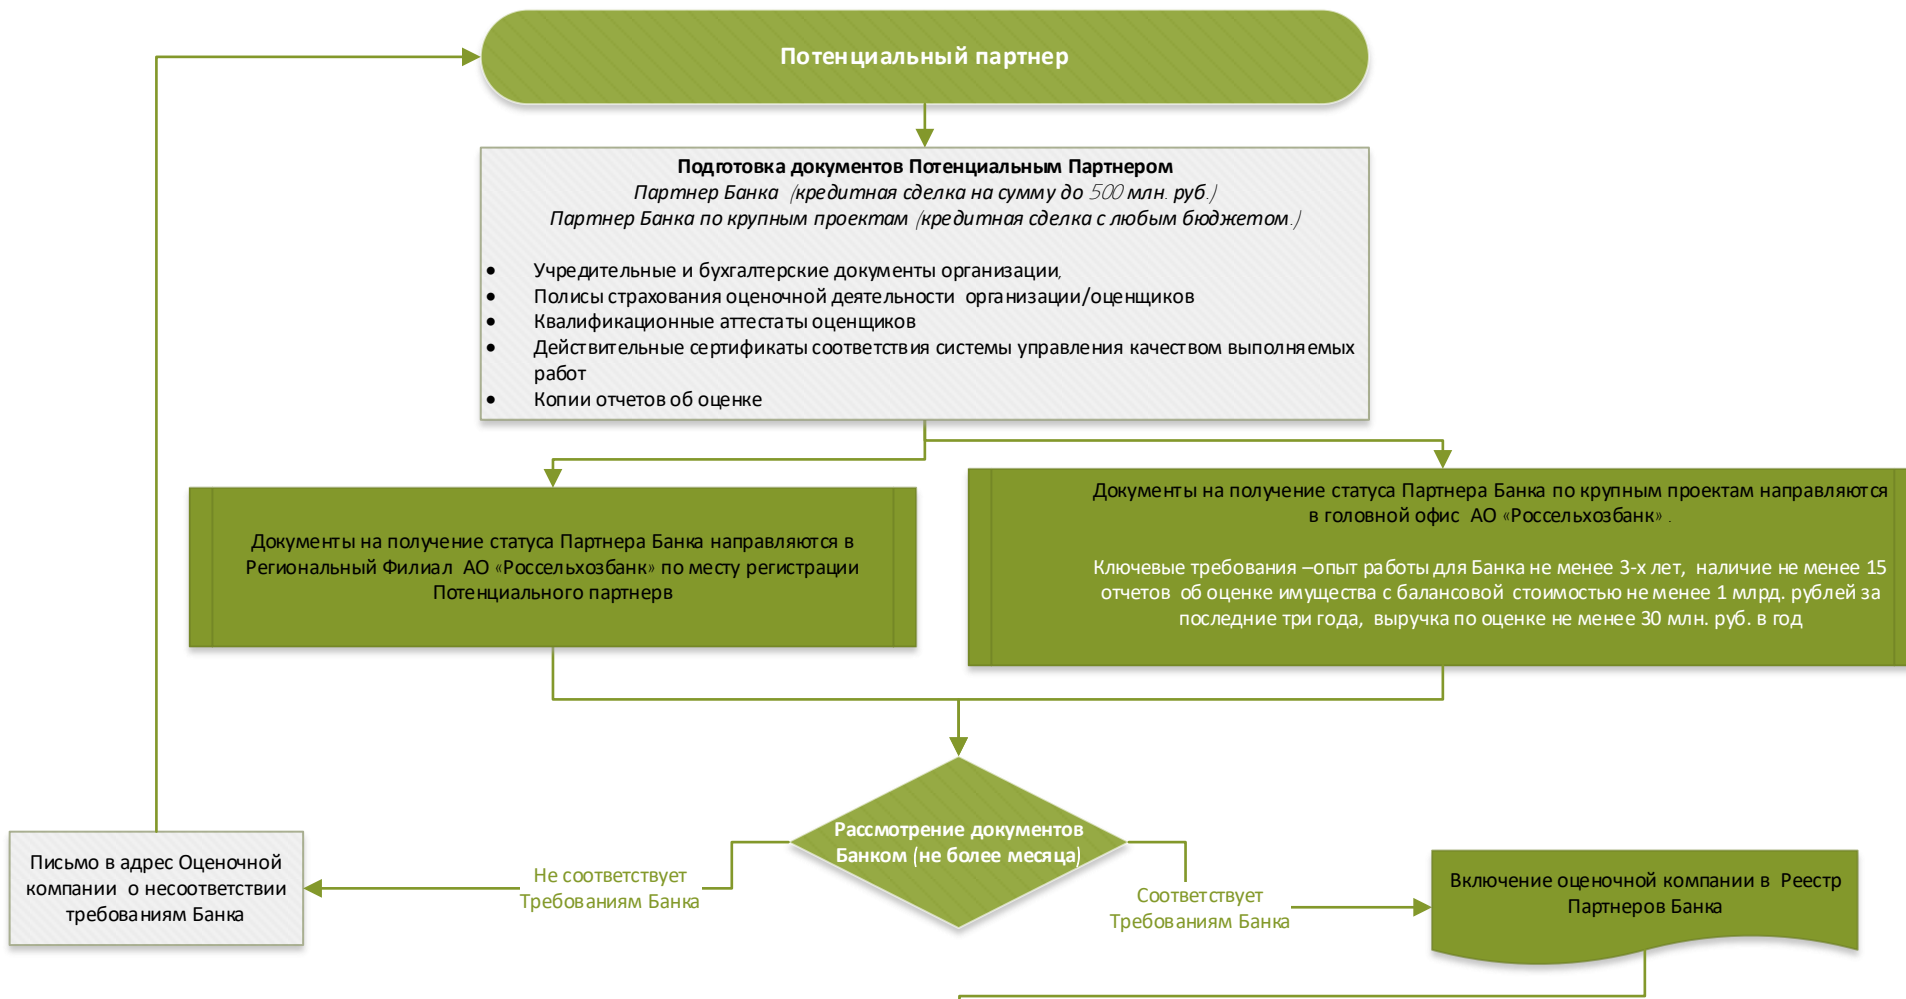 Потенциальный партнер
Подготовка документов Потенциальным Партнером
Партнер Банка (кредитная сделка на сумму до 500 млн. руб.)
Партнер Банка по крупным проектам (кредитная сделка с любым бюджетом.)
• Учредительные и бухгалтерские документы организации,
• Полисы страхования оценочной деятельности организации/оценщиков
• Квалификационные аттестаты оценщиков
• Действительные сертификаты соответствия системы управления качеством выполняемых
работ
• Копии отчетов об оценке
Документы на получение статуса Партнера Банка направляются в
Региональный Филиал АО «Россельхозбанк» по месту регистрации
Потенциального партнерв
Документы на получение статуса Партнера Банка по крупным проектам направляются
в головной офис АО «Россельхозбанк» .
Ключевые требования –опыт работы для Банка не менее 3-х лет, наличие не менее 15
отчетов об оценке имущества с балансовой стоимостью не менее 1 млрд. рублей за
последние три года, выручка по оценке не менее 30 млн. руб. в год
Рассмотрение документов
Банком (не более месяца)
Письмо в адрес Оценочной
компании о несоответствии
требованиям Банка
Не соответствует
Требованиям Банка
Соответствует
Требованиям Банка
Включение оценочной компании в Реестр
Партнеров Банка